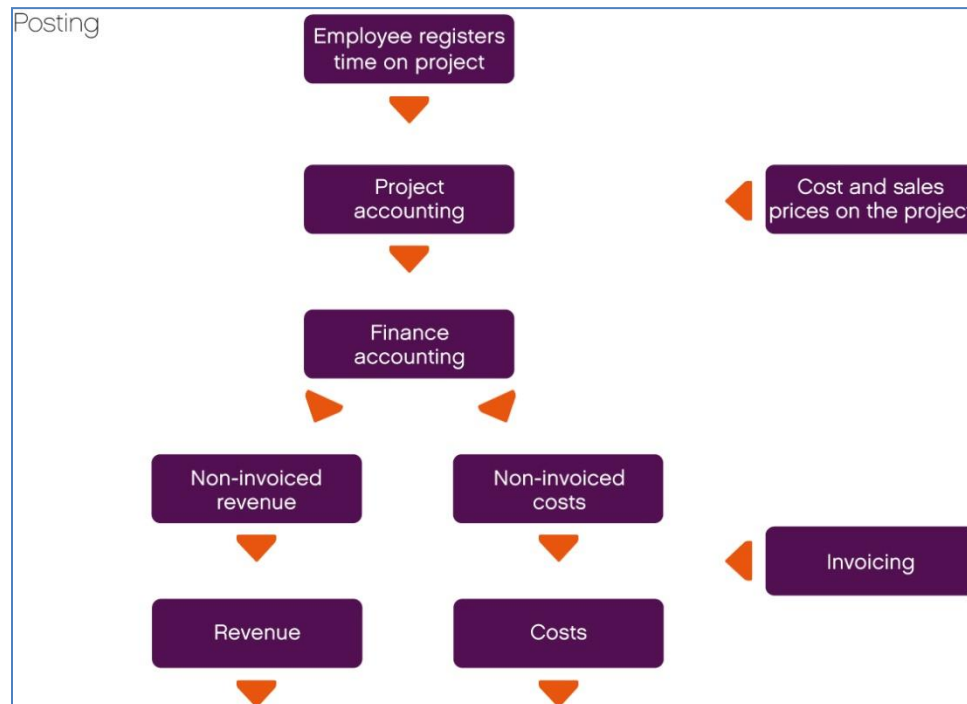 Posting
Employee registers
time on project
Project
accounting
Cost and sales
prices on the project
Finance
accounting
Non-invoiced
revenue
Non-invoiced
costs
Invoicing
Revenue
Costs